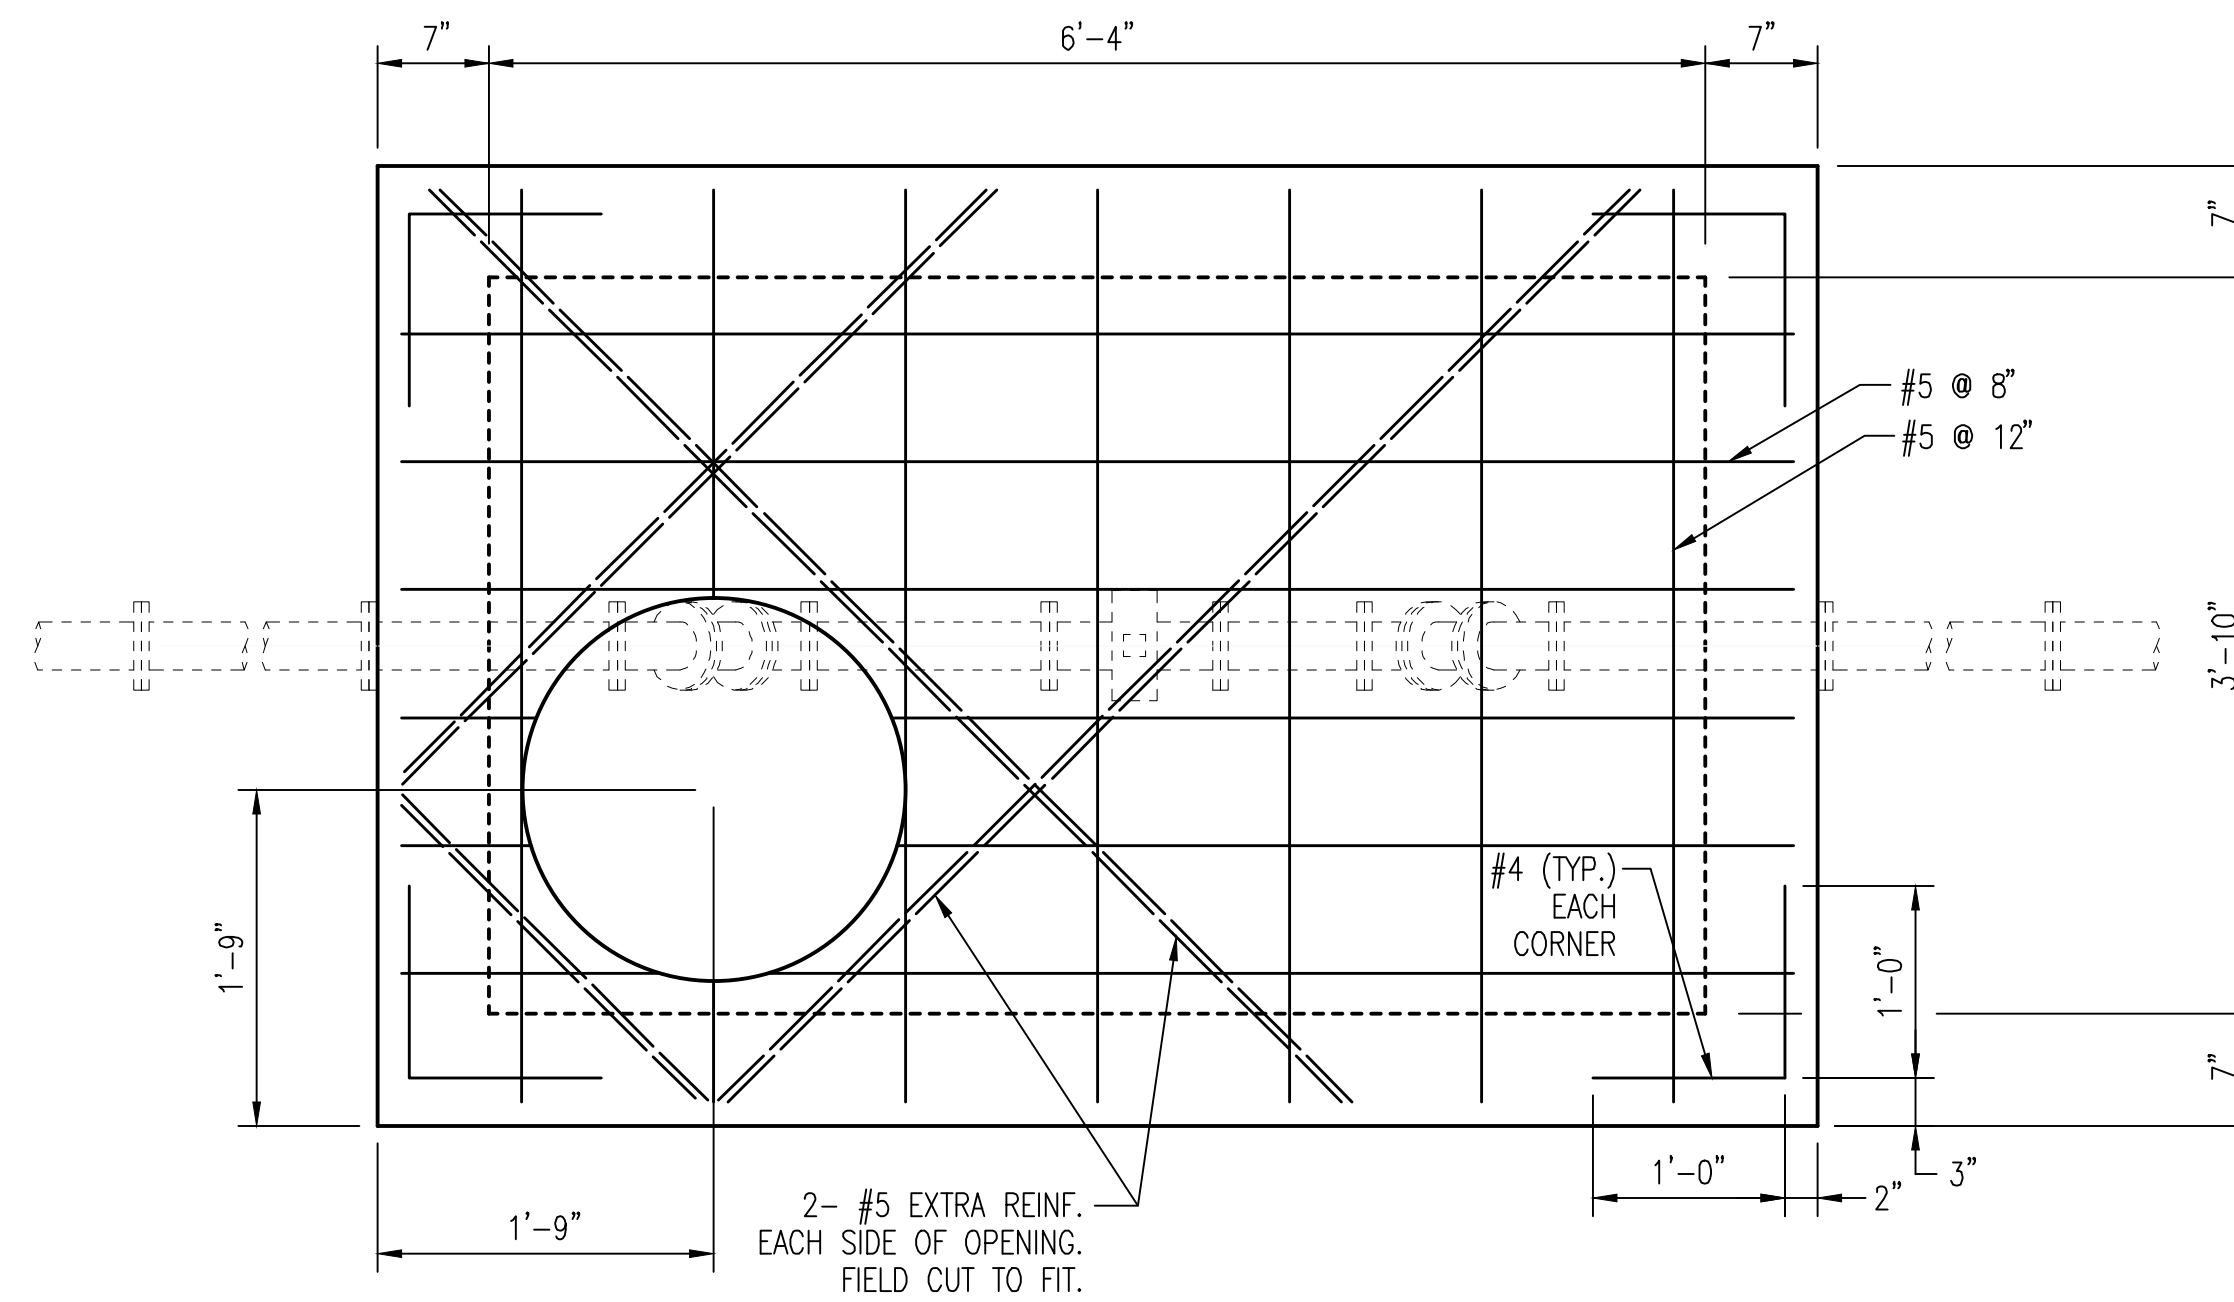 7"
6'-4"
7"
7"
#5 @ 8"
#5 @ 12"
3'-10"
#4 (TYP.)
EACH
CORNER
1'-9"
1'-0"
7"
3"
1'-0"
2"
2- #5 EXTRA REINF.
EACH SIDE OF OPENING.
FIELD CUT TO FIT.
1'-9"